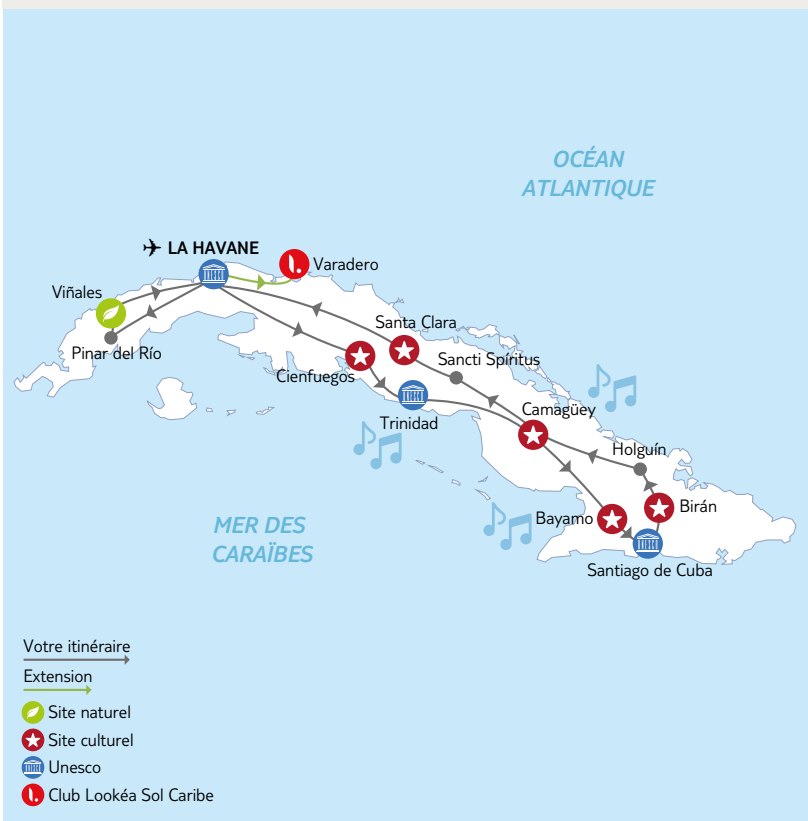 OCÉAN
ATLANTIQUE
LA HAVANE
Varadero
Viñales
Santa Clara
Pinar del Río
Sancti Spíritus
Cienfuegos
Camagüey
Trinidad
Holguín
Birán
Bayamo
MER DES
CARAÏBES
Santiago de Cuba
Votre itinéraire
Extension
Site naturel
Site culturel
Unesco
Club Lookéa Sol Caribe